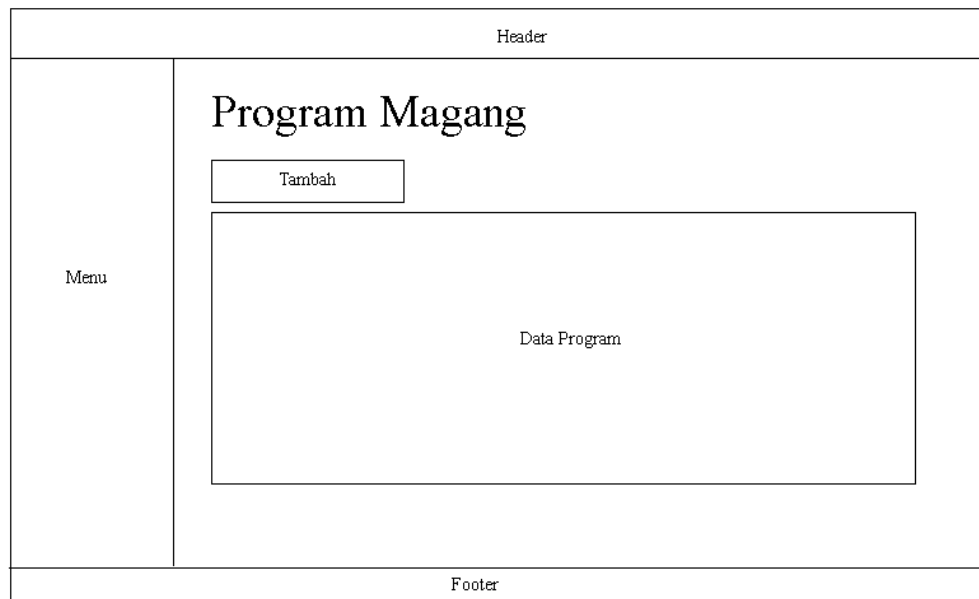 Header
Program Magang
Tambah
Menu
Data Program
Footer